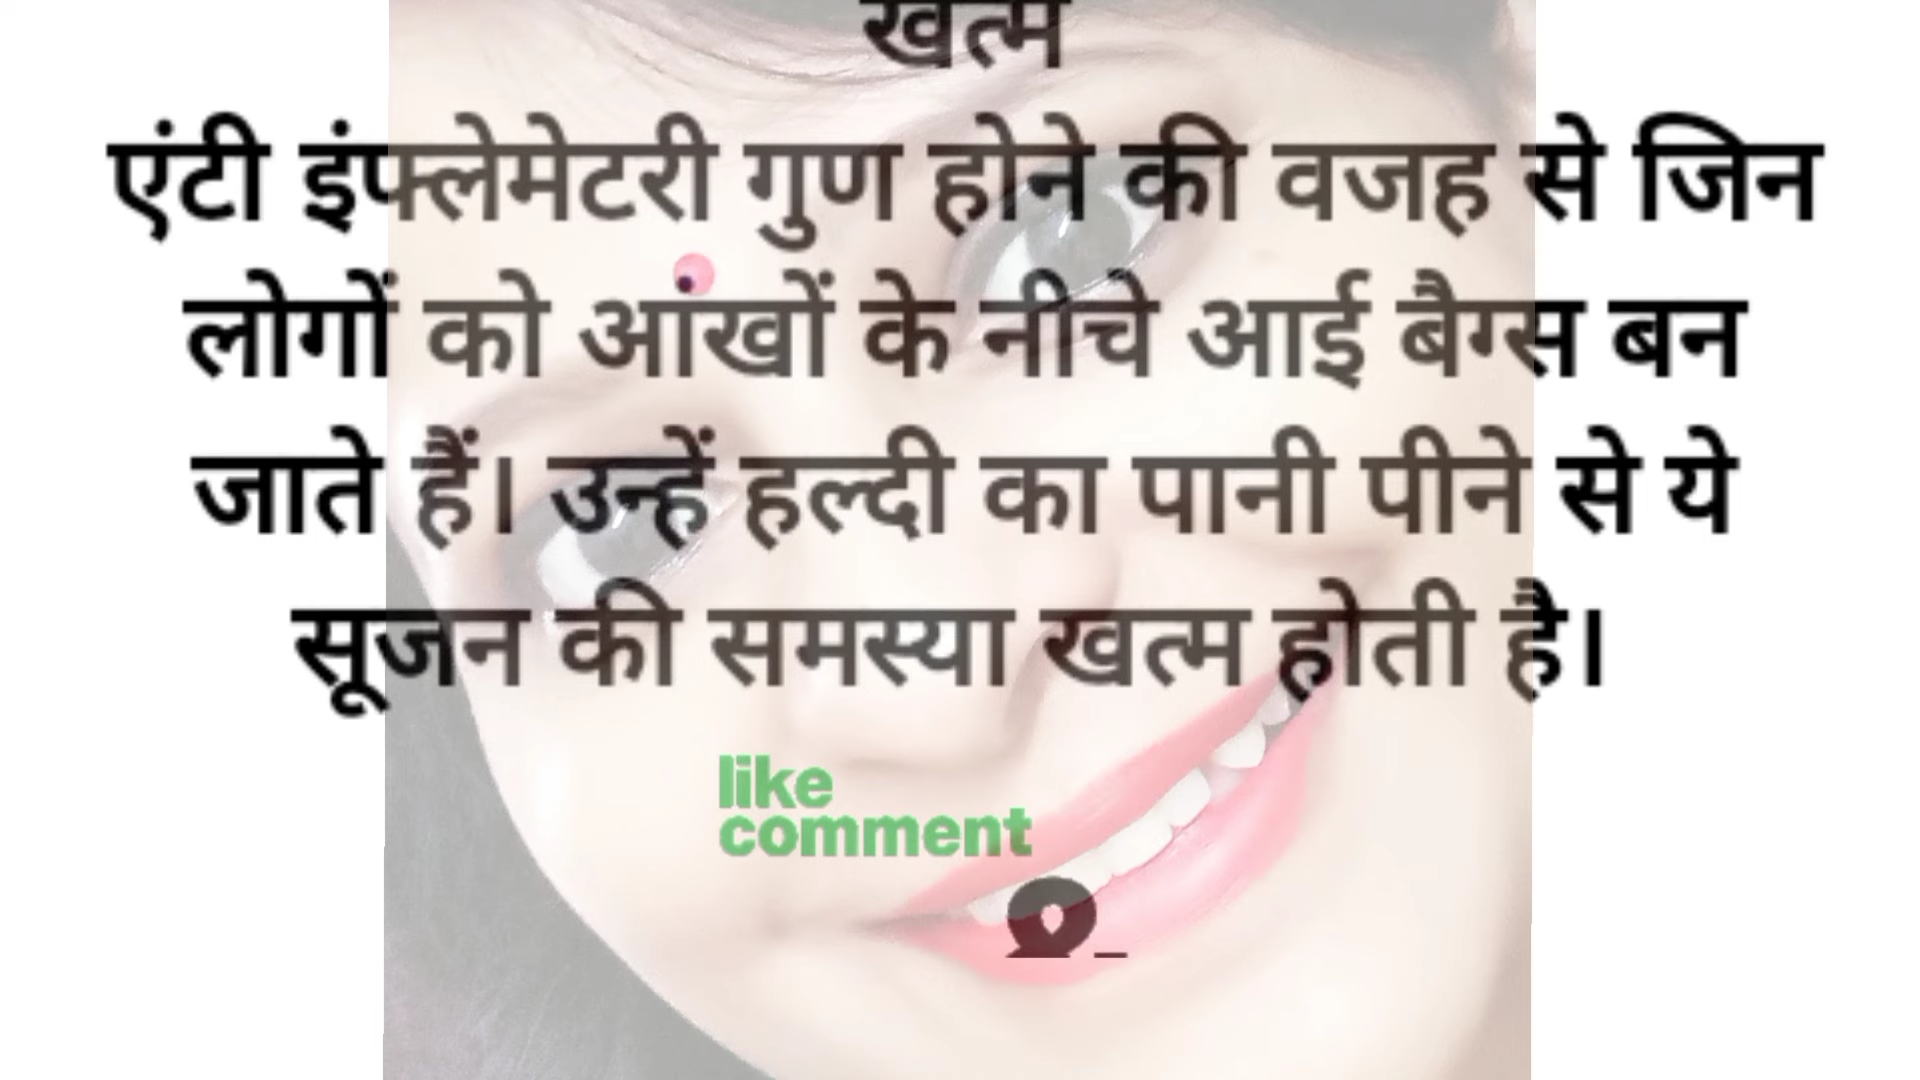 खत्म
एंटी इंफ्लेमेटरी गुण होने की वजह से जिन
लोगों को आंखों के नीचे आई बैग्स बन
जाते हैं। उन्हें हल्दी का पानी पीने से ये
सूजन की समस्या खत्म होती है।
like
comment